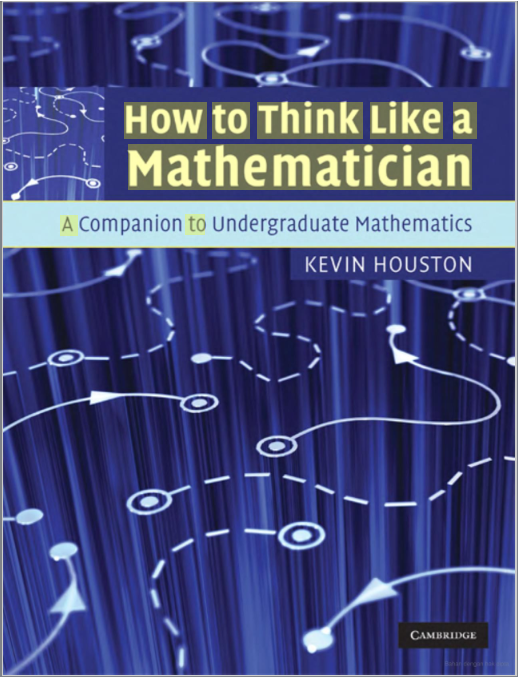 How to Think Like a
Mathematician
A Companion to Undergraduate Mathematics
KEVIN HOUSTON
CAMBRIDGE